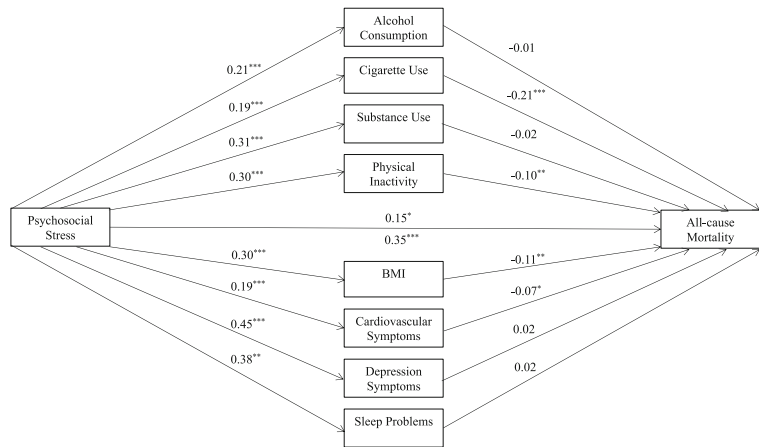 Alcohol
Consumption
-0.01
0.21***
Cigarette Use
-0.21***
0.19***
Substance Use
-0.02
0.31***
Physical
Inactivity
0.30***
-0.10**
Psychosocial
Stress
0.15*
0.35***
All-cause
Mortality
0.30***
BMI
-0.11**
0.19***
Cardiovascular
Symptoms
-0.07*
0.45***
Depression
Symptoms
0.02
0.38**
Sleep Problems
0.02